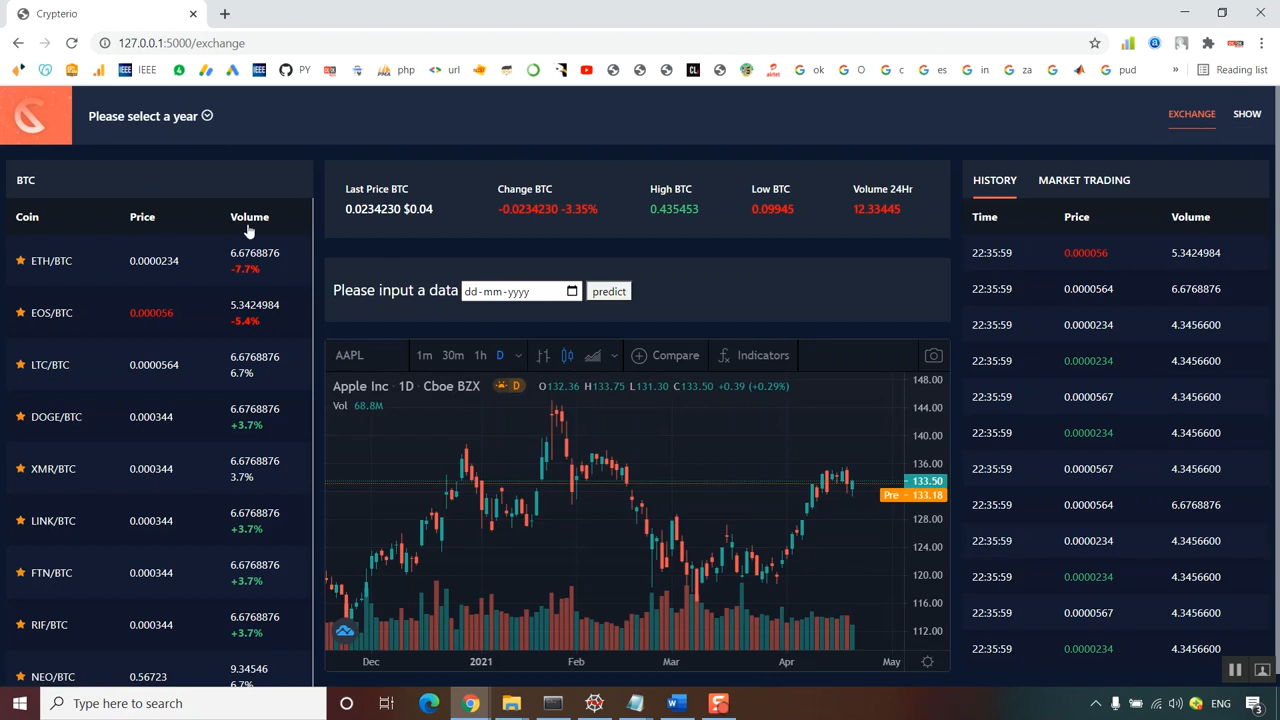 Crypterio
127.0.0.1:5000/exchange
IEEE
IEEE
PY
php
url
CL
airtel
ok
O
c
es
in
za
pud
»
Reading list
Please select a year
EXCHANGE SHOW
BTC
Coin Price Volume
ETH/BTC 0.0000234 6.6768876
-7.7%
EOS/BTC 0.000056 5.3424984
-5.4%
LTC/BTC 0.0000564 6.6768876
6.7%
DOGE/BTC 0.000344 6.6768876
+3.7%
XMR/BTC 0.000344 6.6768876
3.7%
LINK/BTC 0.000344 6.6768876
+3.7%
FTN/BTC 0.000344 6.6768876
+3.7%
RIF/BTC 0.000344 6.6768876
+3.7%
NEO/BTC 0.56723 9.34546
6.7%
Last Price BTC Change BTC High BTC Low BTC Volume 24Hr
0.0234230 $0.04 -0.0234230 -3.35% 0.435453 0.09945 12.33445
Please input a data dd-mm-yyyy predict
AAPL 1m 30m 1h D Compare Indicators
Apple Inc · 1D · Cboe BZX D O132.36 H133.75 L131.30 C133.50 +0.39 (+0.29%)
Vol 68.8M
148.00
144.00
140.00
136.00
133.50
Pre 133.18
128.00
124.00
120.00
116.00
112.00
Dec 2021 Feb Mar Apr May
HISTORY MARKET TRADING
Time Price Volume
22:35:59 0.000056 5.3424984
22:35:59 0.0000564 6.6768876
22:35:59 0.0000234 4.3456600
22:35:59 0.0000234 4.3456600
22:35:59 0.0000567 4.3456600
22:35:59 0.0000234 4.3456600
22:35:59 0.0000567 4.3456600
22:35:59 0.0000564 6.6768876
22:35:59 0.0000234 4.3456600
22:35:59 0.0000234 4.3456600
22:35:59 0.0000567 4.3456600
22:35:59 0.0000234 4.3456600
Type here to search
ENG
3